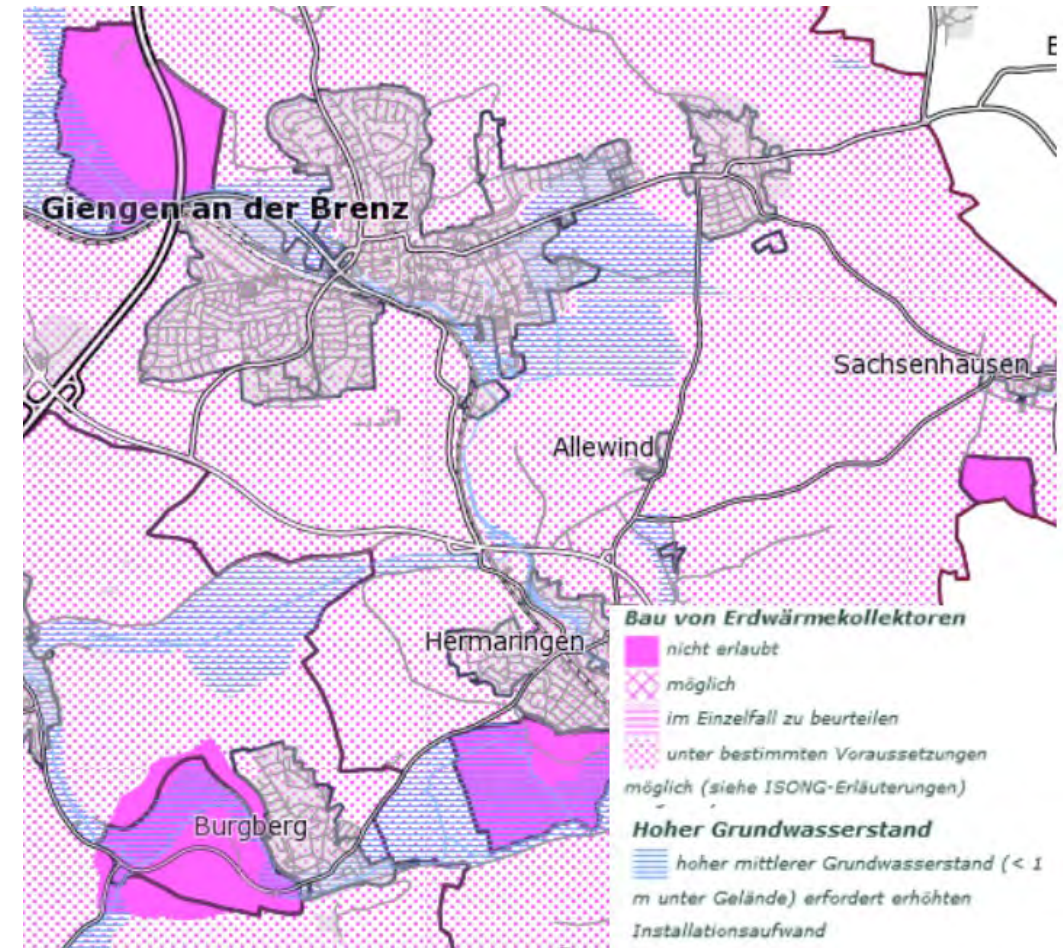 E
Giengen an der Brenz
Sachsenhausen
Allewind
Hermaringen
Burgberg
Bau von Erdwärmekollektoren
nicht erlaubt
möglich
im Einzelfall zu beurteilen
unter bestimmten Voraussetzungen
möglich (siehe ISONG-Erläuterungen)
Hoher Grundwasserstand
hoher mittlerer Grundwasserstand (< 1
m unter Gelände) erfordert erhöhten
Installationsaufwand